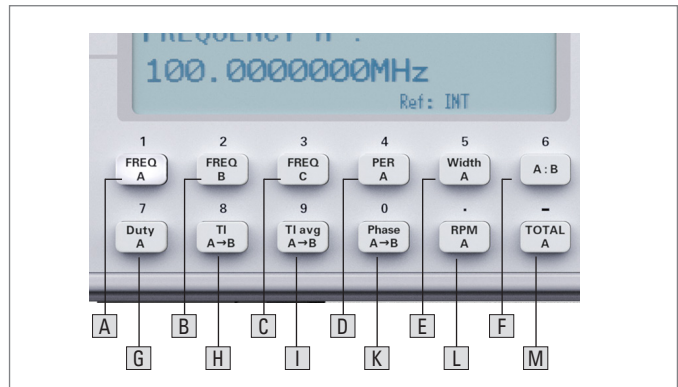 FREQUENCY A :
100.0000000MHz
Ref: INT
1 2 3 4 5 6
FREQ A FREQ B FREQ C PER A Width A A:B
7 8 9 0 . -
Duty A TI A→B TI avg A→B Phase A→B RPM A TOTAL A
A B C D E F
G H I K L M